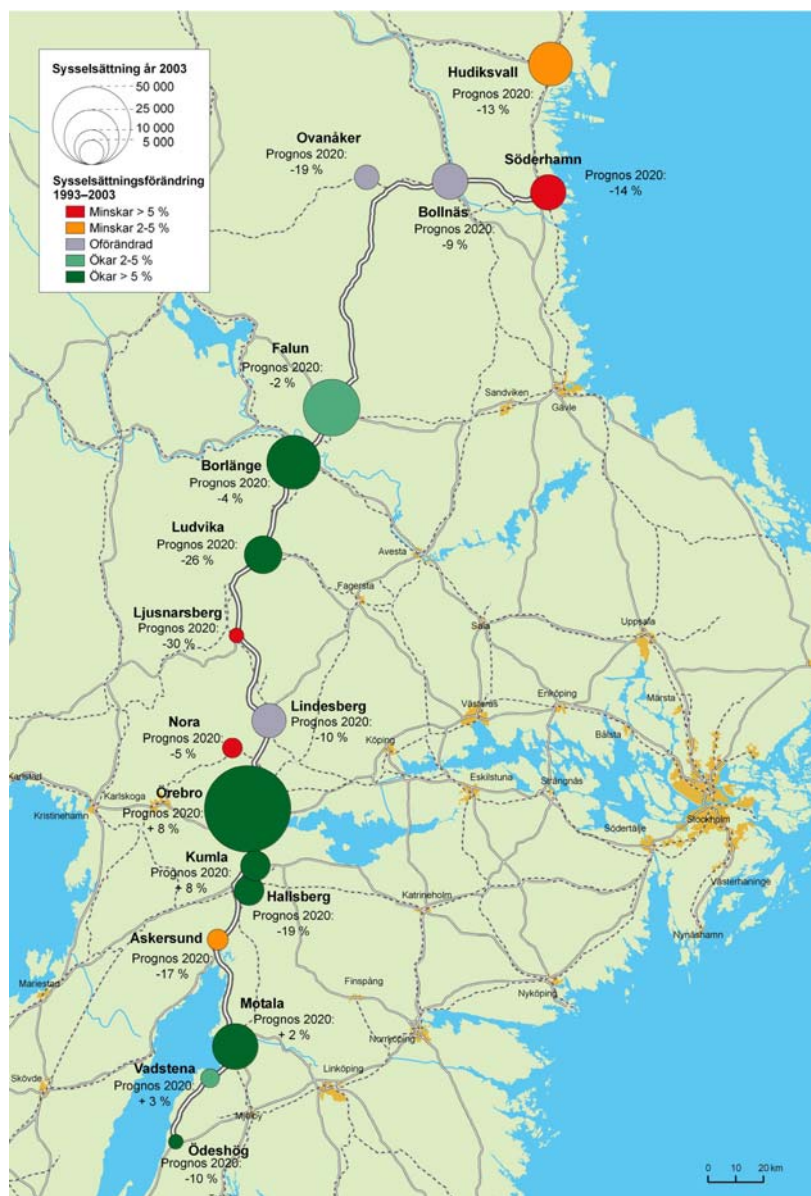 Sysselsättning år 2003
50 000
25 000
10 000
5 000
Sysselsättningsförändring
1993–2003
Minskar > 5 %
Minskar 2-5 %
Oförändrad
Ökar 2-5 %
Ökar > 5 %
Hudiksvall
Prognos 2020:
-13 %
Ovanåker
Prognos 2020:
-19 %
Söderhamn
Prognos 2020:
-14 %
Bollnäs
Prognos 2020:
-9 %
Falun
Prognos 2020:
-2 %
Sandviken
Gävle
Borlänge
Prognos 2020:
-4 %
Ludvika
Prognos 2020:
-26 %
Avesta
Fagersta
Ljusnarsberg
Prognos 2020:
-30 %
Sala
Uppsala
Lindesberg
Prognos 2020:
-10 %
Nora
Prognos 2020:
-5 %
Västerås
Enköping
Märsta
Bålsta
Köping
Karlstad
Karlskoga
Kristinehamn
Örebro
Prognos 2020:
+ 8 %
Eskilstuna
Strängnäs
Stockholm
Södertälje
Kumla
Prognos 2020:
+ 8 %
Hallsberg
Prognos 2020:
-19 %
Västerhaninge
Katrineholm
Nynäshamn
Askersund
Prognos 2020:
-17 %
Mariestad
Finspång
Nyköping
Motala
Prognos 2020:
+ 2 %
Norrköping
Vadstena
Prognos 2020:
+ 3 %
Skövde
Linköping
Mjölby
Ödeshög
Prognos 2020:
-10 %
0 10 20 km